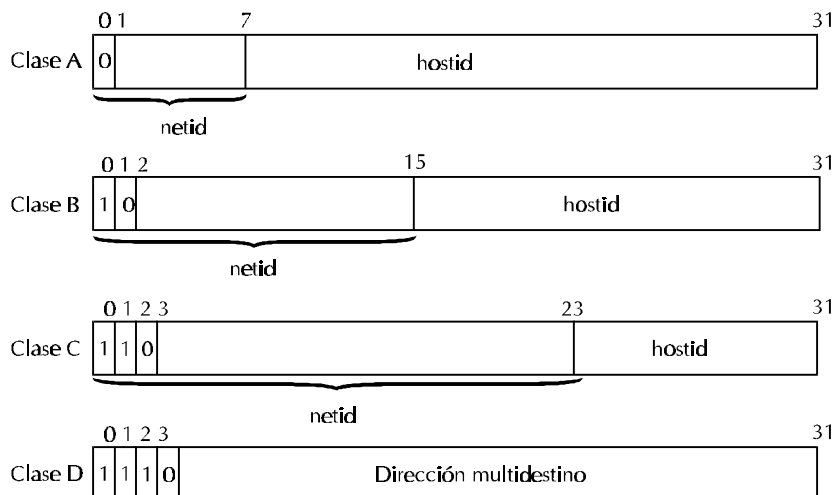 0 1 7 31
Clase A 0 hostid
netid
0 1 2 15 31
Clase B 1 0 hostid
netid
0 1 2 3 23 31
Clase C 1 1 0 hostid
netid
0 1 2 3 31
Clase D 1 1 1 0 Dirección multidestino